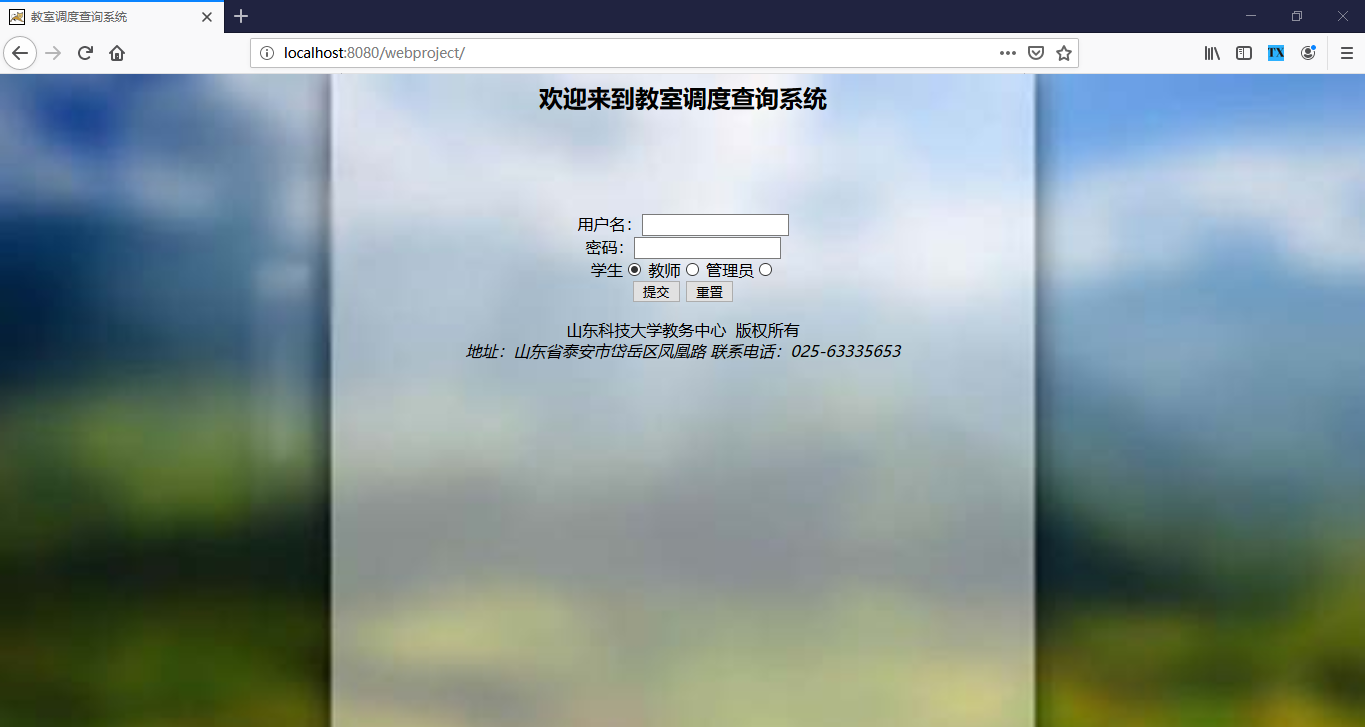 教室调度查询系统
localhost:8080/webproject/
TX
欢迎来到教室调度查询系统
用户名：
密码：
学生 教师 管理员
提交 重置
山东科技大学教务中心 版权所有
地址：山东省泰安市岱岳区凤凰路 联系电话：025-63335653